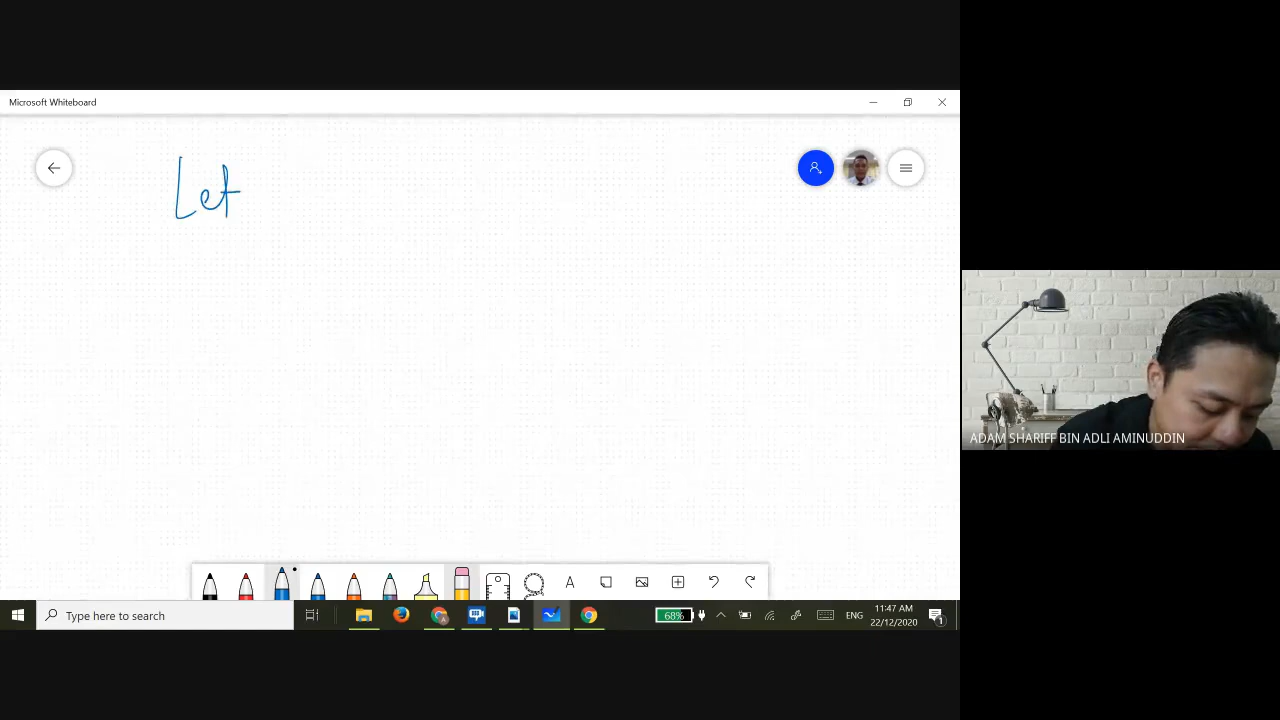 Microsoft Whiteboard
Let
ADAM SHARIFF BIN ADLI AMINUDDIN
A
Type here to search
68%
ENG
11:47 AM
22/12/2020
1